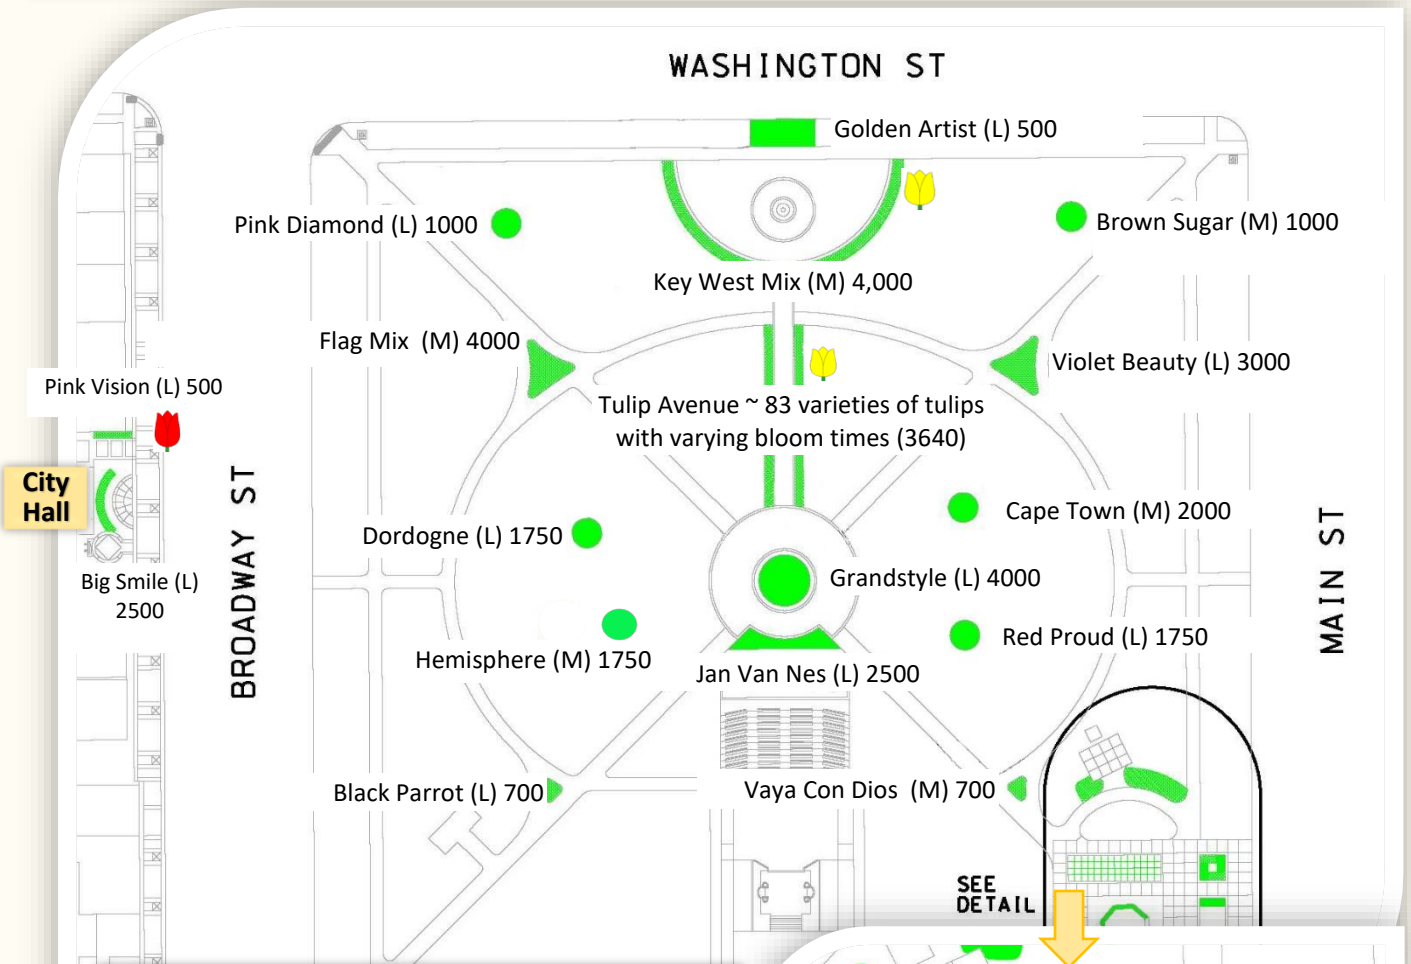 WASHINGTON ST
Golden Artist (L) 500
Pink Diamond (L) 1000
Brown Sugar (M) 1000
Key West Mix (M) 4,000
Flag Mix  (M) 4000
Violet Beauty (L) 3000
Pink Vision (L) 500
Tulip Avenue ~ 83 varieties of tulips
with varying bloom times (3640)
City
Hall
BROADWAY ST
Cape Town (M) 2000
MAIN ST
Dordogne (L) 1750
Big Smile (L)
2500
Grandstyle (L) 4000
Red Proud (L) 1750
Hemisphere (M) 1750
Jan Van Nes (L) 2500
Black Parrot (L) 700
Vaya Con Dios  (M) 700
SEE
DETAIL